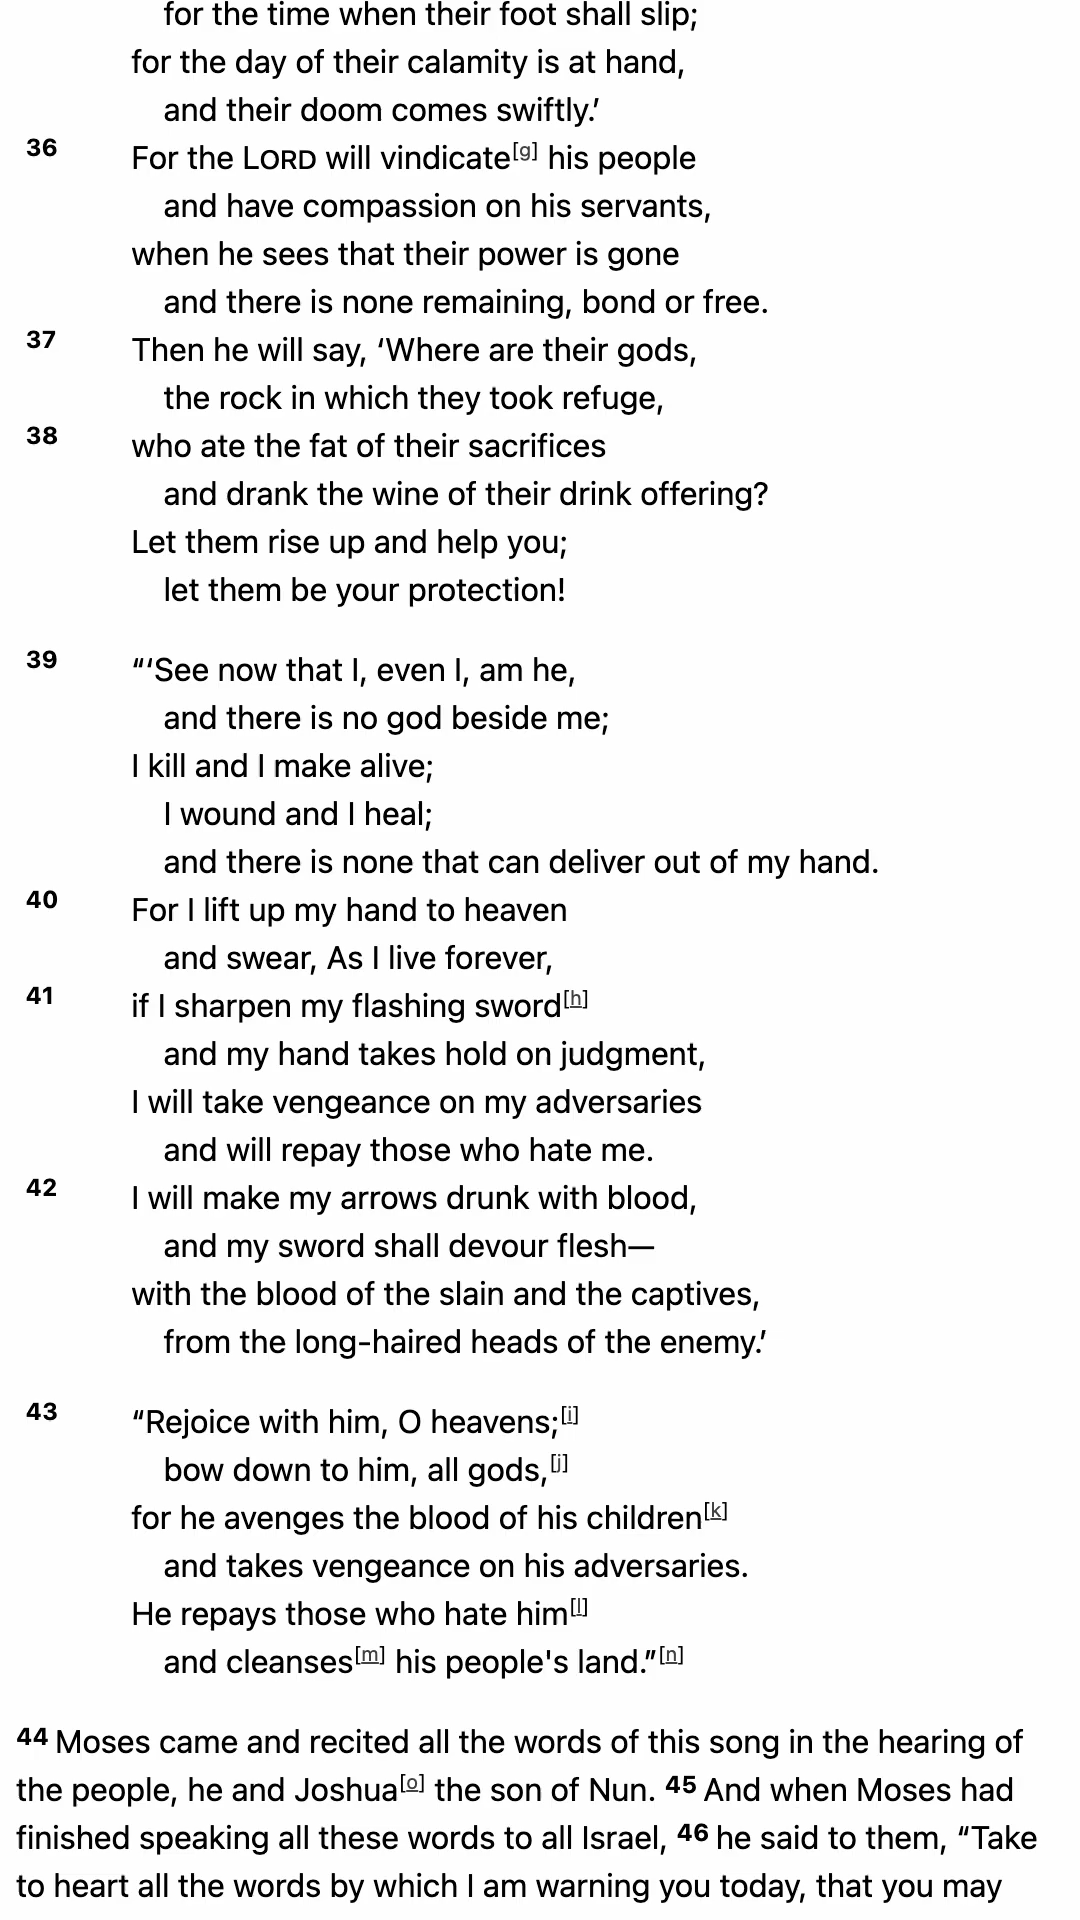 for the time when their foot shall slip;
for the day of their calamity is at hand,
and their doom comes swiftly.’
36 For the LORD will vindicate[g] his people
and have compassion on his servants,
when he sees that their power is gone
and there is none remaining, bond or free.
37 Then he will say, ‘Where are their gods,
the rock in which they took refuge,
38 who ate the fat of their sacrifices
and drank the wine of their drink offering?
Let them rise up and help you;
let them be your protection!
39 “‘See now that I, even I, am he,
and there is no god beside me;
I kill and I make alive;
I wound and I heal;
and there is none that can deliver out of my hand.
40 For I lift up my hand to heaven
and swear, As I live forever,
41 if I sharpen my flashing sword[h]
and my hand takes hold on judgment,
I will take vengeance on my adversaries
and will repay those who hate me.
42 I will make my arrows drunk with blood,
and my sword shall devour flesh—
with the blood of the slain and the captives,
from the long-haired heads of the enemy.’
43 “Rejoice with him, O heavens;[i]
bow down to him, all gods,[j]
for he avenges the blood of his children[k]
and takes vengeance on his adversaries.
He repays those who hate him[l]
and cleanses[m] his people's land.”[n]
44 Moses came and recited all the words of this song in the hearing of
the people, he and Joshua[o] the son of Nun. 45 And when Moses had
finished speaking all these words to all Israel, 46 he said to them, “Take
to heart all the words by which I am warning you today, that you may